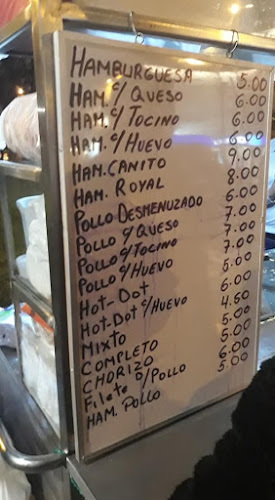 HAMBURGUESA 5.00
HAM. c/ QUESO 6.00
HAM. c/ TOCINO 6.00
HAM. c/ HUEVO 6.00
HAM. CANITO 9.00
HAM. ROYAL 8.00
POLLO DESMENUZADO 6.00
POLLO c/ QUESO 7.00
POLLO c/ TOCINO 7.00
POLLO c/ HUEVO 7.00
HOT-DOT 5.00
HOT-DOT c/ HUEVO 6.00
MIXTO 4.50
COMPLETO 5.00
CHORIZO 5.00
Filete D/POLLO 6.00
HAM. POLLO 5.00